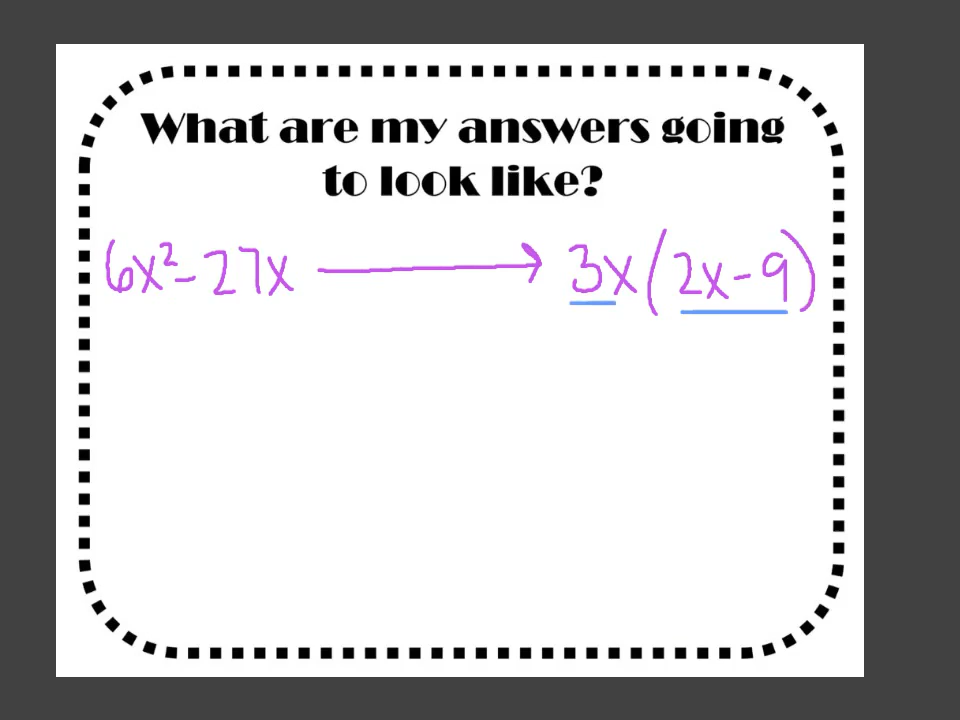 What are my answers going
to look like?
6x² - 27x ⟶ 3x(2x - 9)